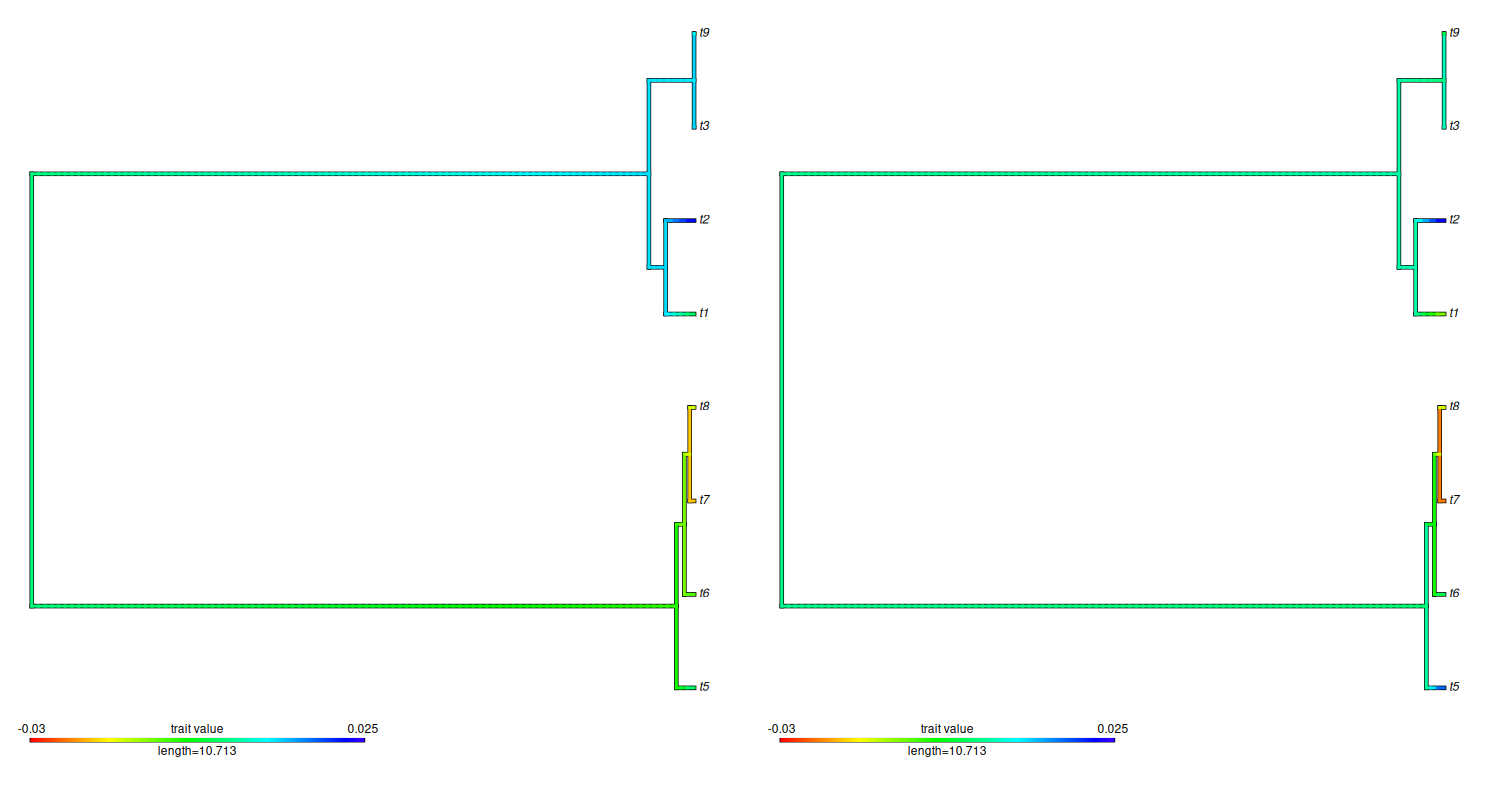 t9
t3
t2
t1
t8
t7
t6
t5
-0.03 trait value 0.025
length=10.713
t9
t3
t2
t1
t8
t7
t6
t5
-0.03 trait value 0.025
length=10.713